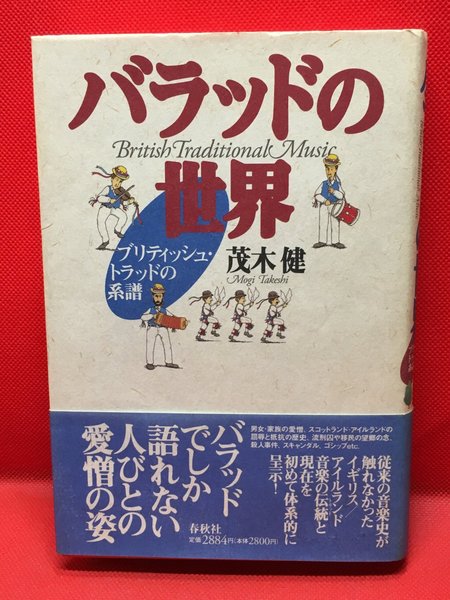 バラッドの
British Traditional Music
世界
ブリティッシュ・
トラッドの
系譜
茂木 健
Mogi Takeshi
バラッド
でしか
語れない
人びとの
愛憎の姿
男女・家族の愛憎、スコットランド・アイルランドの
屈辱と抵抗の歴史、流刑囚や移民の望郷の念、
殺人事件、スキャンダル、ゴシップetc.
従来の音楽史が
触れなかった
イギリス/
アイルランド
音楽の伝統と
現在を
初めて体系的に
呈示!
春秋社
定価2884円(本体2800円)